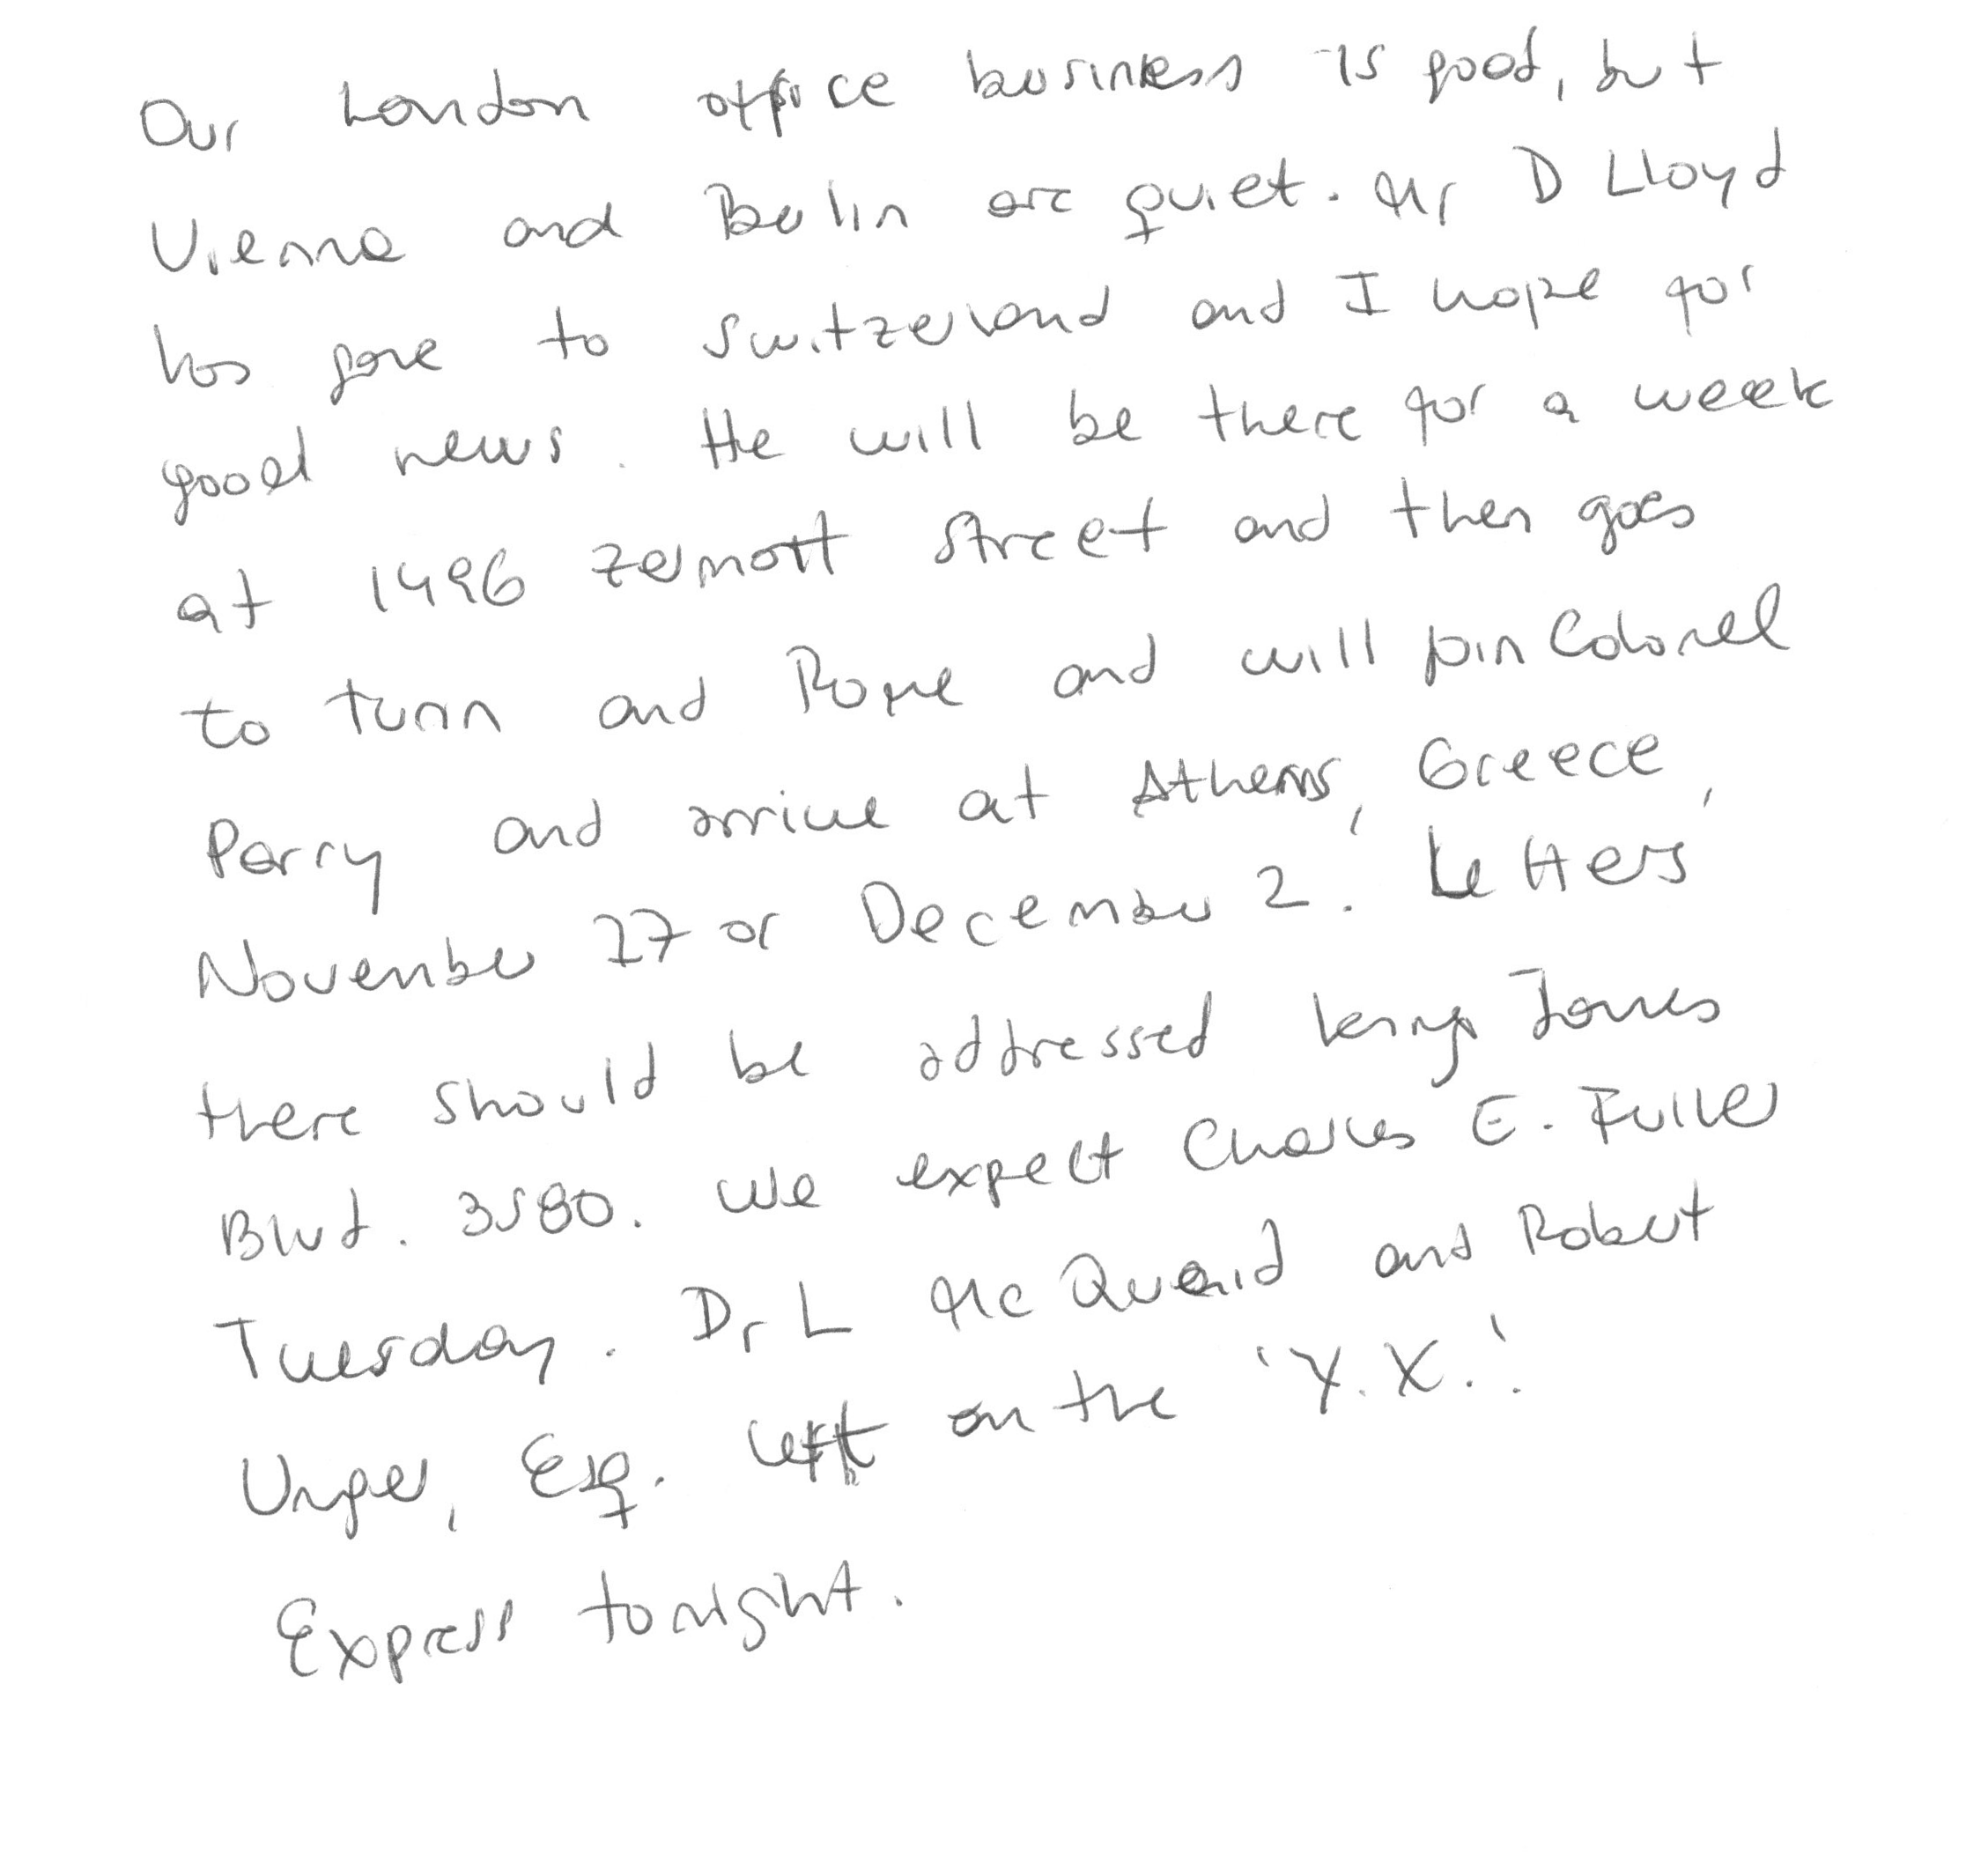 Our London office business is good, but
Vienna and Berlin are quiet. Mr D Lloyd
has gone to Switzerland and I hope for
good news. He will be there for a week
at 1496 Zermott Street and then goes
to Turin and Rome and will join Colonel
Parry and arrive at Athens, Greece,
November 27 or December 2. Letters
there should be addressed King James
Blvd. 3580. We expect Charles E. Fuller
Tuesday. Dr L McQuaid and Robert
Unger, Esq. left on the 'Y.X.'.
Express tonight.